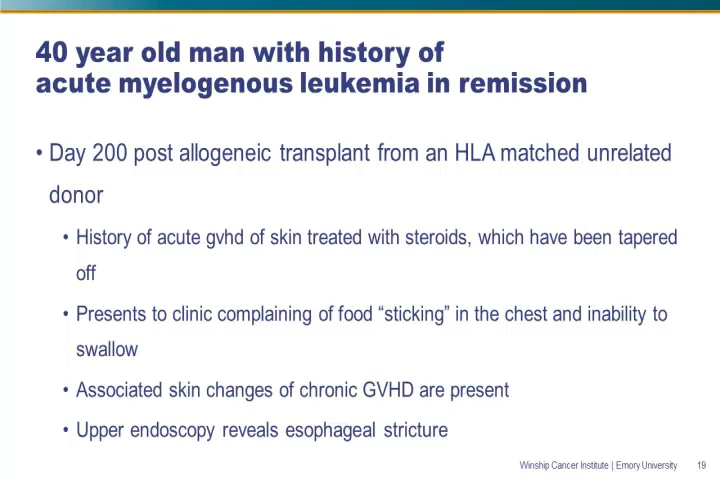 40 year old man with history of
acute myelogenous leukemia in remission
• Day 200 post allogeneic transplant from an HLA matched unrelated
donor
• History of acute gvhd of skin treated with steroids, which have been tapered
off
• Presents to clinic complaining of food “sticking” in the chest and inability to
swallow
• Associated skin changes of chronic GVHD are present
• Upper endoscopy reveals esophageal stricture
Winship Cancer Institute | Emory University 19